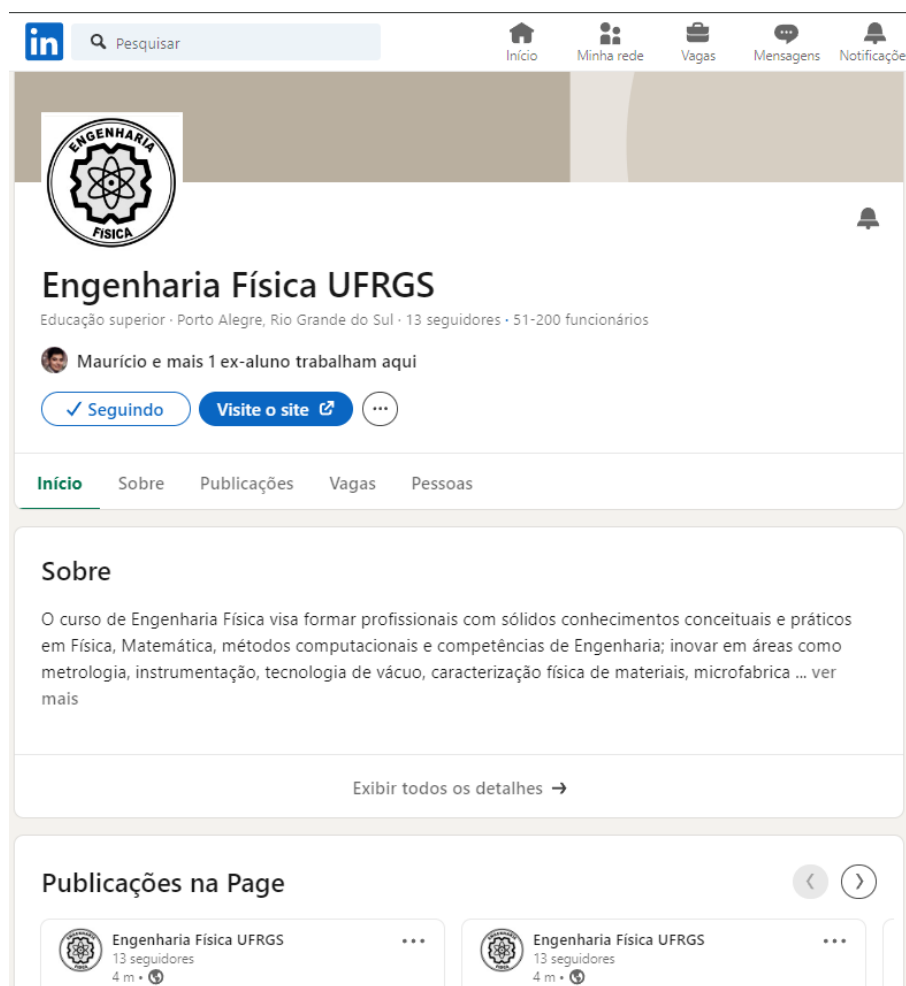 in Pesquisar Início Minha rede Vagas Mensagens Notificaçõe
ENGENHARIA
FÍSICA
Engenharia Física UFRGS
Educação superior · Porto Alegre, Rio Grande do Sul · 13 seguidores · 51-200 funcionários
Maurício e mais 1 ex-aluno trabalham aqui
✓ Seguindo Visite o site ···
Início Sobre Publicações Vagas Pessoas
Sobre
O curso de Engenharia Física visa formar profissionais com sólidos conhecimentos conceituais e práticos
em Física, Matemática, métodos computacionais e competências de Engenharia; inovar em áreas como
metrologia, instrumentação, tecnologia de vácuo, caracterização física de materiais, microfabrica ... ver
mais
Exibir todos os detalhes →
Publicações na Page
Engenharia Física UFRGS ···
13 seguidores
4 m •
Engenharia Física UFRGS ···
13 seguidores
4 m •